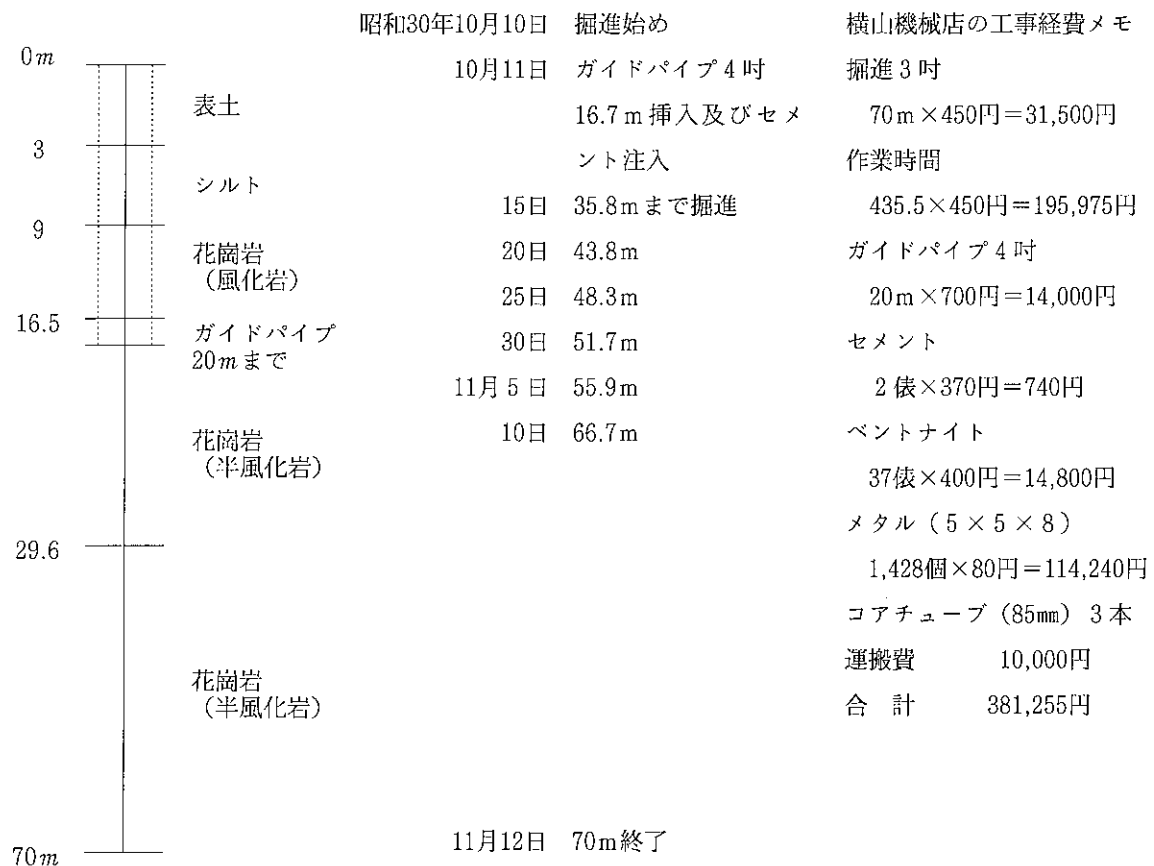 0m
3
9
16.5
29.6
70m
表土
シルト
花崗岩
（風化岩）
ガイドパイプ
20mまで
花崗岩
（半風化岩）
花崗岩
（半風化岩）
昭和30年10月10日 掘進始め
10月11日 ガイドパイプ4吋
16.7m挿入及びセメ
ント注入
15日 35.8mまで掘進
20日 43.8m
25日 48.3m
30日 51.7m
11月5日 55.9m
10日 66.7m
11月12日 70m終了
横山機械店の工事経費メモ
掘進3吋
70m×450円＝31,500円
作業時間
435.5×450円＝195,975円
ガイドパイプ4吋
20m×700円＝14,000円
セメント
2俵×370円＝740円
ベントナイト
37俵×400円＝14,800円
メタル（5×5×8）
1,428個×80円＝114,240円
コアチューブ（85㎜）3本
運搬費 10,000円
合 計 381,255円